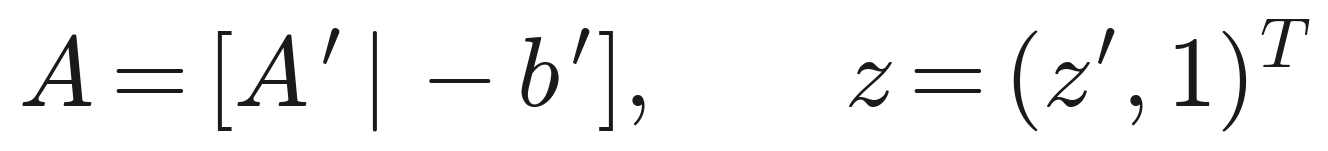 A = [A′ | − b′],    z = (z′, 1)ᵀ